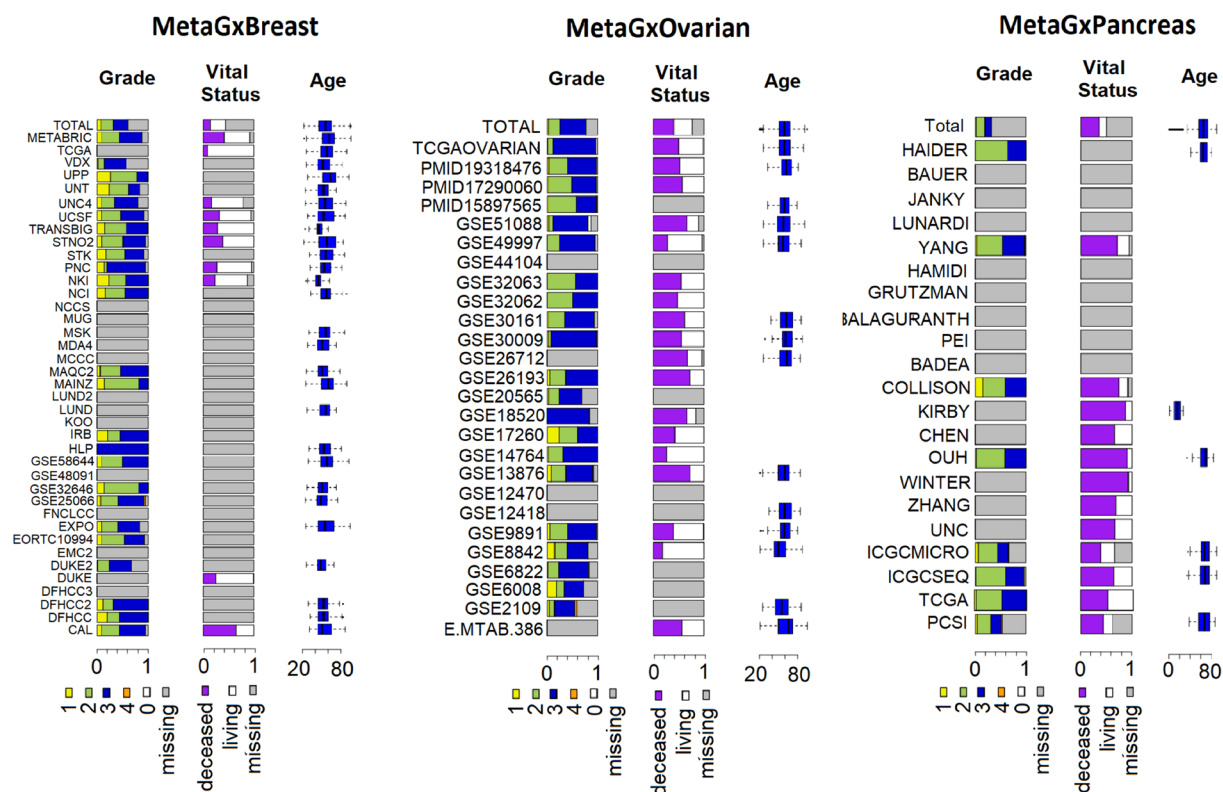 MetaGxBreast
Grade
Vital
Status
Age
TOTAL
METABRIC
TCGA
VDX
UPP
UNT
UNC4
UCSF
TRANSBIG
STNO2
STK
PNC
NKI
NCI
NCCS
MUG
MSK
MDA4
MCCC
MAQC2
MAINZ
LUND2
LUND
KOO
IRB
HLP
GSE58644
GSE48091
GSE32646
GSE25066
FNCLCC
EXPO
EORTC10994
EMC2
DUKE2
DUKE
DFHCC3
DFHCC2
DFHCC
CAL
0 1
0 1
20 80
1
2
3
4
0
missing
deceased
living
missing
MetaGxOvarian
Grade
Vital
Status
Age
TOTAL
TCGAOVARIAN
PMID19318476
PMID17290060
PMID15897565
GSE51088
GSE49997
GSE44104
GSE32063
GSE32062
GSE30161
GSE30009
GSE26712
GSE26193
GSE20565
GSE18520
GSE17260
GSE14764
GSE13876
GSE12470
GSE12418
GSE9891
GSE8842
GSE6822
GSE6008
GSE2109
E.MTAB.386
0 1
0 1
20 80
1
2
3
4
0
missing
deceased
living
missing
MetaGxPancreas
Grade
Vital
Status
Age
Total
HAIDER
BAUER
JANKY
LUNARDI
YANG
HAMIDI
GRUTZMAN
BALAGURANTH
PEI
BADEA
COLLISON
KIRBY
CHEN
OUH
WINTER
ZHANG
UNC
ICGCMICRO
ICGCSEQ
TCGA
PCSI
0 1
0 1
0 80
1
2
3
4
0
missing
deceased
living
missing